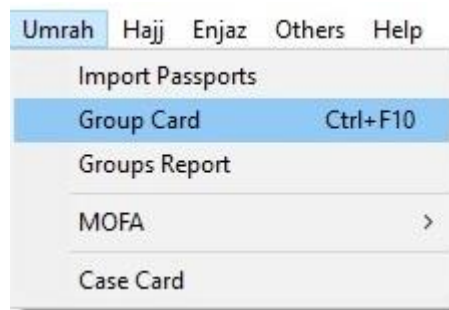 Umrah Hajj Enjaz Others Help
Import Passports
Group Card Ctrl+F10
Groups Report
MOFA >
Case Card